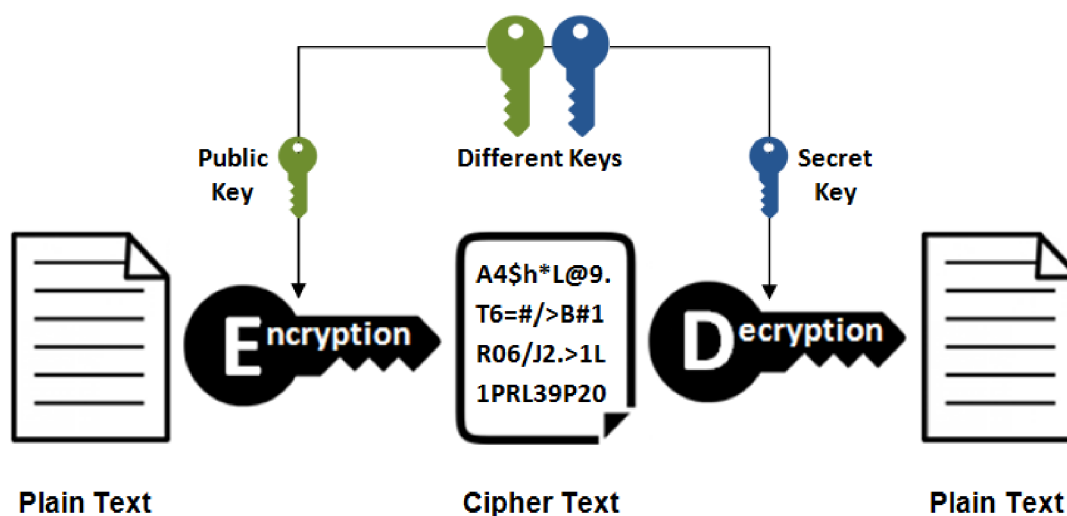 Public
Key
Different Keys
Secret
Key
Encryption
A4$h*L@9.
T6=#/>B#1
R06/J2.>1L
1PRL39P20
Decryption
Plain Text
Cipher Text
Plain Text